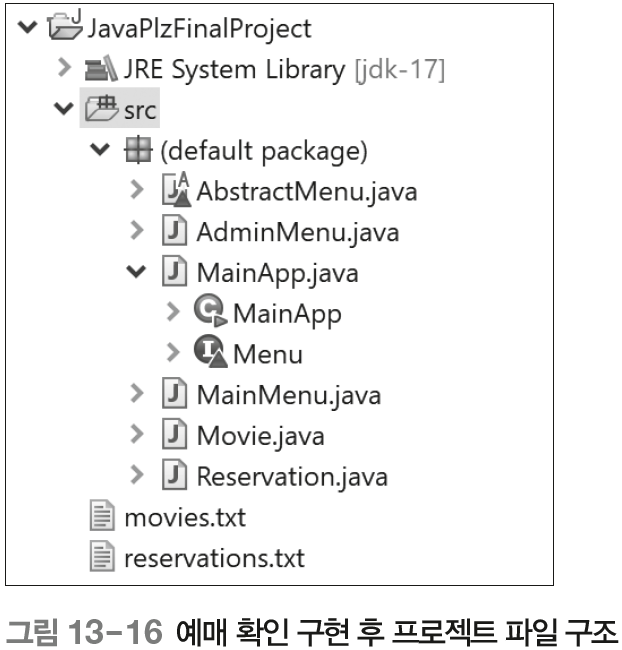 JavaPlzFinalProject
JRE System Library [jdk-17]
src
(default package)
AbstractMenu.java
AdminMenu.java
MainApp.java
MainApp
Menu
MainMenu.java
Movie.java
Reservation.java
movies.txt
reservations.txt
그림 13-16 예매 확인 구현 후 프로젝트 파일 구조